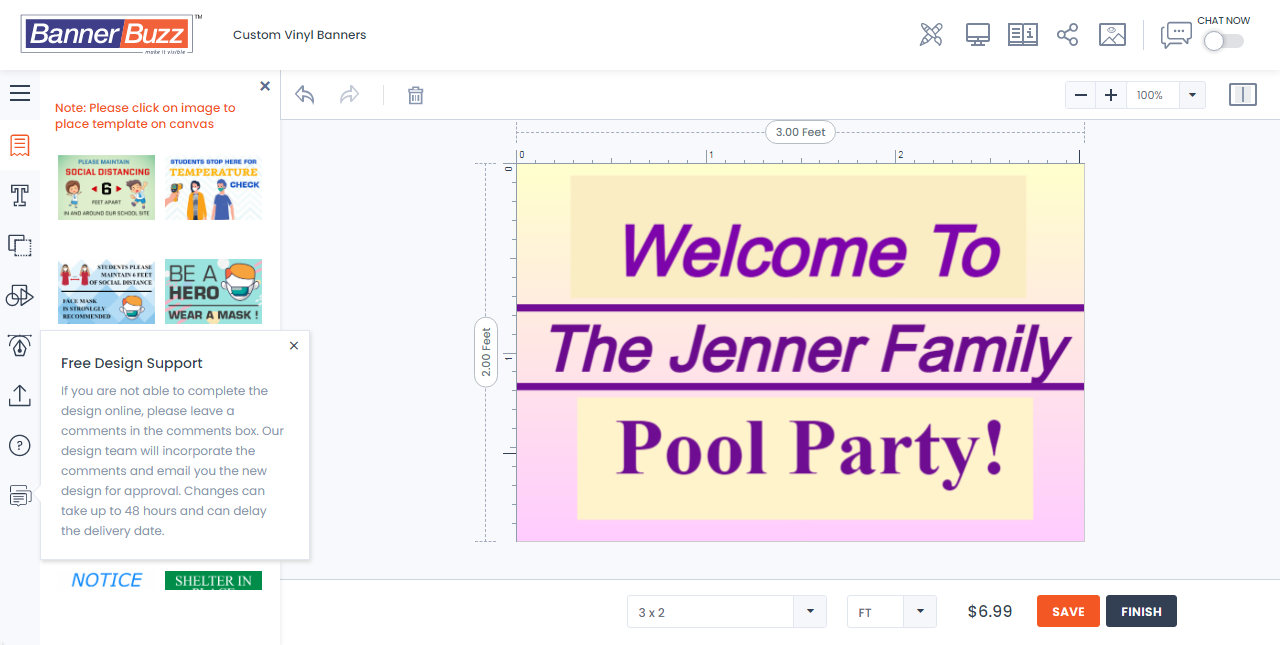 BannerBuzz™
make it visible
Custom Vinyl Banners
CHAT NOW
Note: Please click on image to
place template on canvas
PLEASE MAINTAIN
SOCIAL DISTANCING
6
FEET APART
IN AND AROUND OUR SCHOOL SITE
STUDENTS STOP HERE FOR
TEMPERATURE
CHECK
STUDENTS PLEASE
MAINTAIN 6 FEET
OF SOCIAL DISTANCE
FACE MASK
IS STRONGLY
RECOMMENDED
BE A
HERO
WEAR A MASK !
Free Design Support
If you are not able to complete the
design online, please leave a
comments in the comments box. Our
design team will incorporate the
comments and email you the new
design for approval. Changes can
take up to 48 hours and can delay
the delivery date.
NOTICE
SHELTER IN
PLACE
100%
3.00 Feet
0 1 2
0
1
2.00 Feet
Welcome To
The Jenner Family
Pool Party!
3 x 2
FT
$6.99
SAVE
FINISH